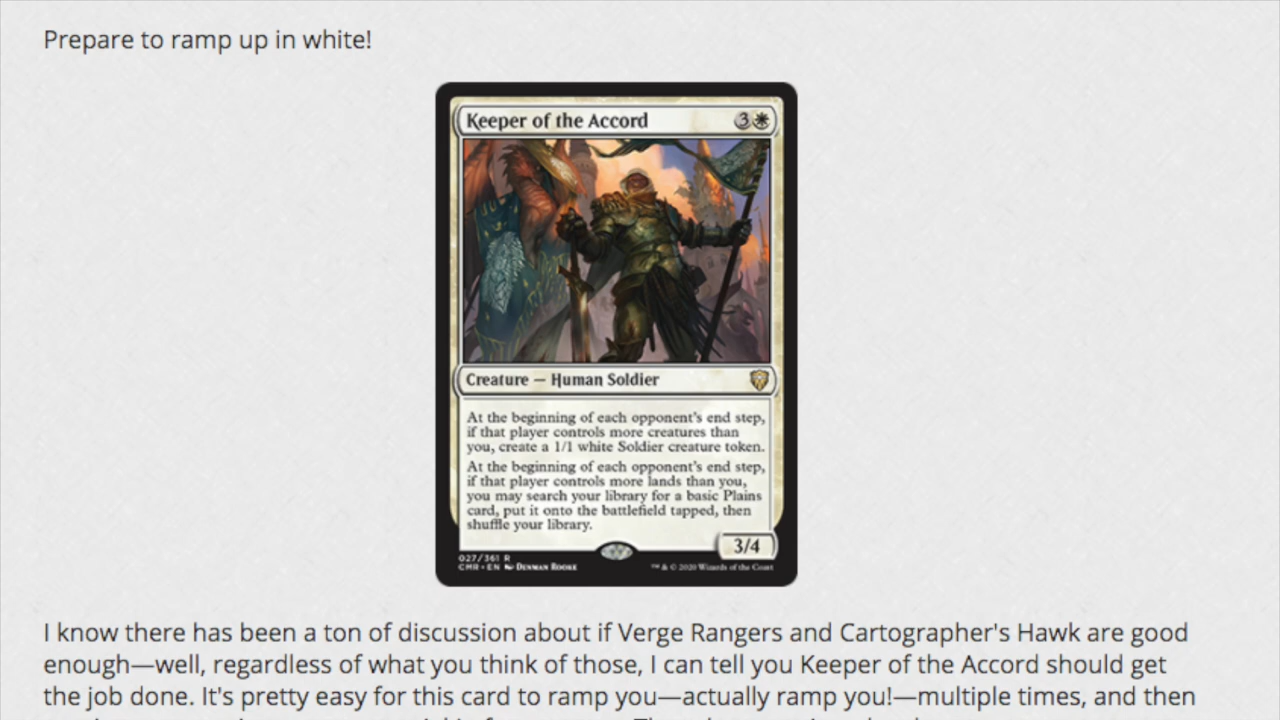 Prepare to ramp up in white!
Keeper of the Accord 3
Creature — Human Soldier
At the beginning of each opponent's end step,
if that player controls more creatures than
you, create a 1/1 white Soldier creature token.
At the beginning of each opponent's end step,
if that player controls more lands than you,
you may search your library for a basic Plains
card, put it onto the battlefield tapped, then
shuffle your library.
3/4
027/361 R
CMR • EN Denman Rooke ™ & © 2020 Wizards of the Coast
I know there has been a ton of discussion about if Verge Rangers and Cartographer's Hawk are good
enough—well, regardless of what you think of those, I can tell you Keeper of the Accord should get
the job done. It's pretty easy for this card to ramp you—actually ramp you!—multiple times, and then